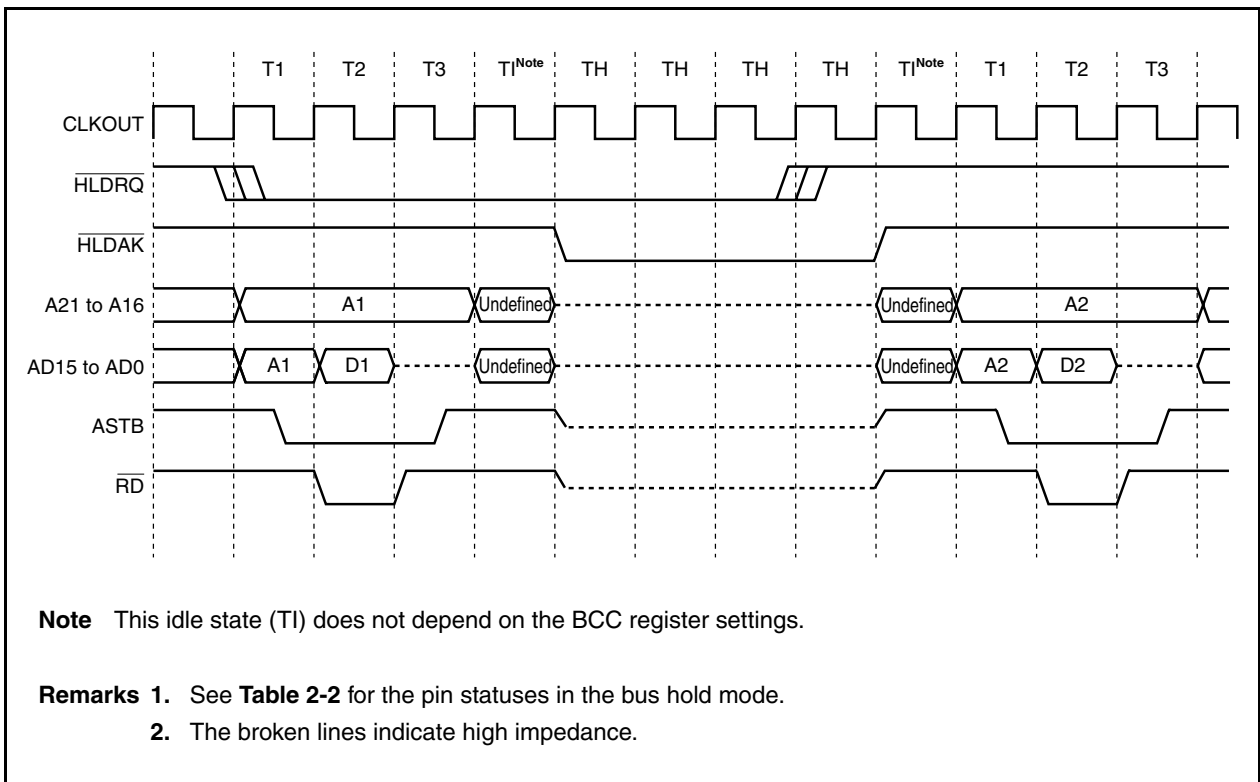 T1 T2 T3 TINote TH TH TH TH TINote T1 T2 T3
CLKOUT
HLDRQ
HLDAK
A21 to A16 A1 Undefined Undefined A2
AD15 to AD0 A1 D1 Undefined Undefined A2 D2
ASTB
RD
Note This idle state (TI) does not depend on the BCC register settings.
Remarks 1. See Table 2-2 for the pin statuses in the bus hold mode.
2. The broken lines indicate high impedance.